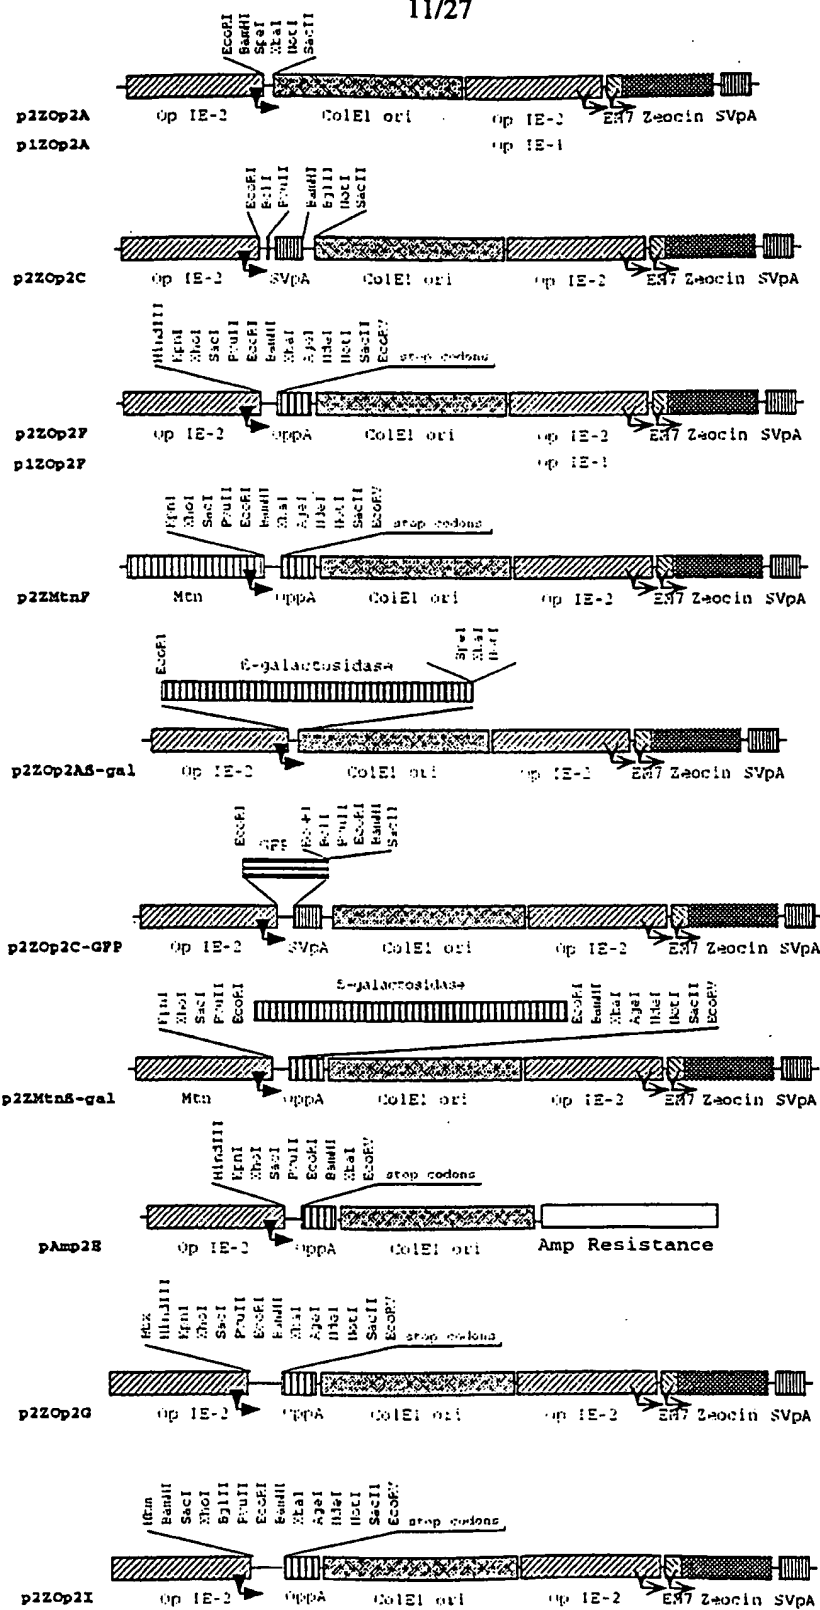 11/27
EcoRI BamHI SpeI XbaI NotI SacII
p2ZOp2A Op IE-2 ColE1 ori Op IE-2 EM7 Zeocin SVpA
p1ZOp2A Op IE-1
EcoRI BclI PvuII BamHI BglII NotI SacII
p2ZOp2C Op IE-2 SVpA ColE1 ori Op IE-2 EM7 Zeocin SVpA
HindIII KpnI XhoI SacI PvuII EcoRI BamHI XbaI AgeI NdeI NotI SacII EcoRV stop codons
p2ZOp2F Op IE-2 OppA ColE1 ori Op IE-2 EM7 Zeocin SVpA
p1ZOp2F Op IE-1
KpnI XhoI SacI PvuII EcoRI BamHI XbaI AgeI NdeI NotI SacII EcoRV stop codons
p2ZMtnF Mtn OppA ColE1 ori Op IE-2 EM7 Zeocin SVpA
EcoRI ß-galactosidase SpeI XbaI NotI
p2ZOp2Aß-gal Op IE-2 ColE1 ori Op IE-2 EM7 Zeocin SVpA
EcoRI GFP BclI PvuII EcoRI BamHI SacII
p2ZOp2C-GFP Op IE-2 SVpA ColE1 ori Op IE-2 EM7 Zeocin SVpA
KpnI XhoI SacI PvuII EcoRI ß-galactosidase EcoRI BamHI XbaI AgeI NdeI NotI SacII EcoRV
p2ZMtnß-gal Mtn OppA ColE1 ori Op IE-2 EM7 Zeocin SVpA
HindIII KpnI XhoI SacI PvuII EcoRI BamHI XbaI EcoRV stop codons
pAmp2E Op IE-2 OppA ColE1 ori Amp Resistance
HindIII KpnI XhoI SacI PvuII EcoRI BamHI XbaI AgeI NdeI NotI SacII EcoRV stop codons
p2ZOp2G Op IE-2 OppA ColE1 ori Op IE-2 EM7 Zeocin SVpA
BamHI SacI XhoI BglII PvuII EcoRI BamHI XbaI AgeI NdeI NotI SacII EcoRV stop codons
p2ZOp2I Op IE-2 OppA ColE1 ori Op IE-2 EM7 Zeocin SVpA